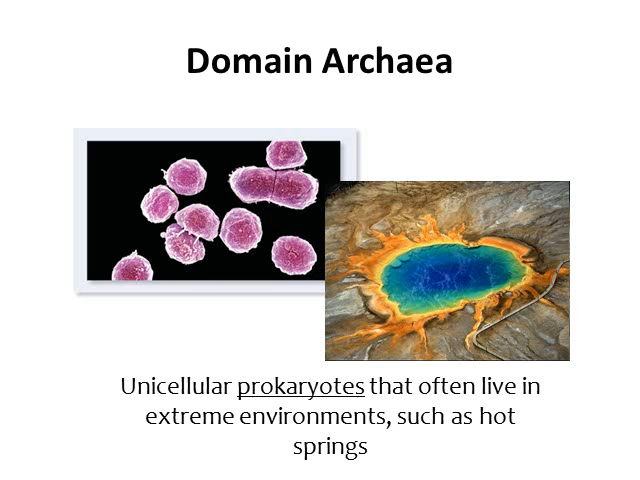 Domain Archaea
Unicellular prokaryotes that often live in
extreme environments, such as hot
springs